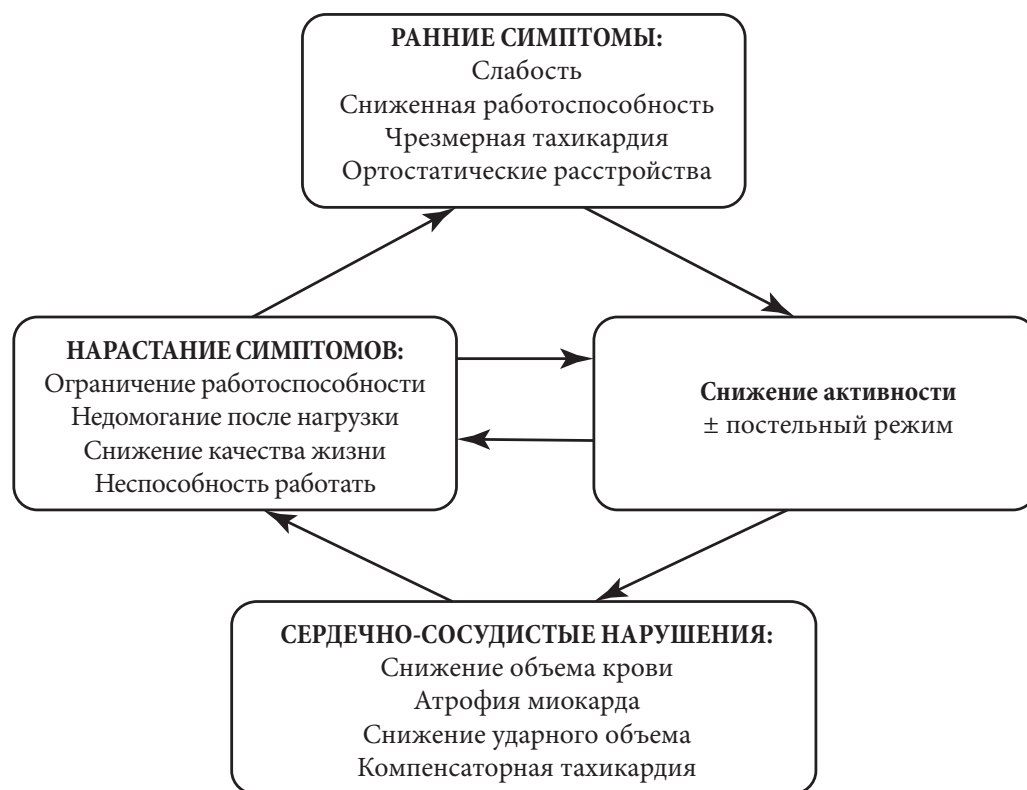 РАННИЕ СИМПТОМЫ:
Слабость
Сниженная работоспособность
Чрезмерная тахикардия
Ортостатические расстройства
НАРАСТАНИЕ СИМПТОМОВ:
Ограничение работоспособности
Недомогание после нагрузки
Снижение качества жизни
Неспособность работать
Снижение активности
± постельный режим
СЕРДЕЧНО-СОСУДИСТЫЕ НАРУШЕНИЯ:
Снижение объема крови
Атрофия миокарда
Снижение ударного объема
Компенсаторная тахикардия